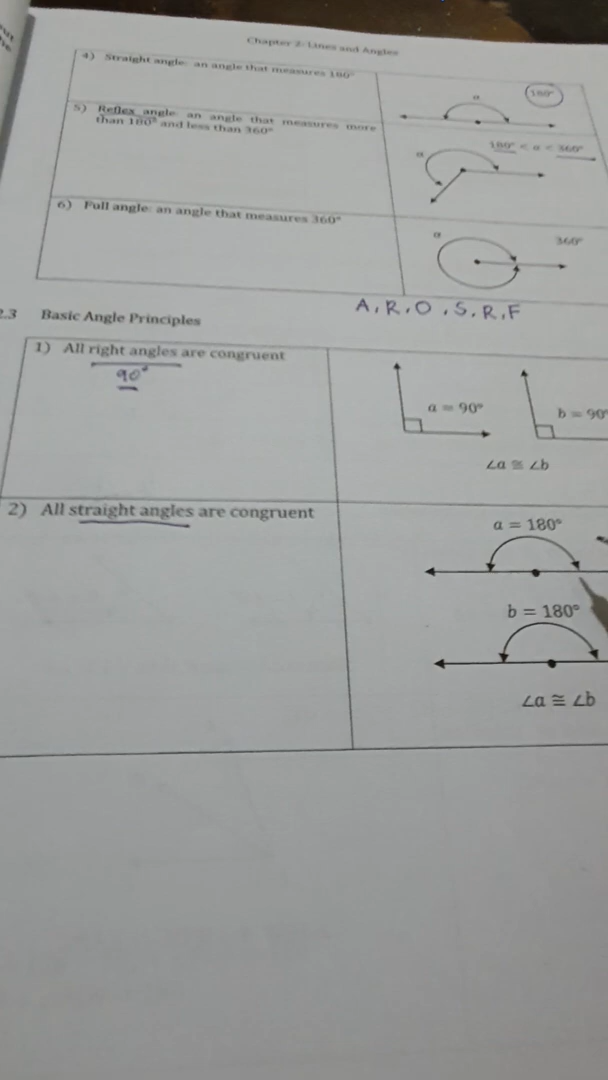 Chapter 2: Lines and Angles
4) Straight angle: an angle that measures 180°
α
180°
5) Reflex angle: an angle that measures more
than 180° and less than 360°
α
180° < α < 360°
6) Full angle: an angle that measures 360°
α
360°
A, R, O, S, R, F
2.3 Basic Angle Principles
1) All right angles are congruent
90°
a = 90°
b = 90°
∠a ≅ ∠b
2) All straight angles are congruent
a = 180°
b = 180°
∠a ≅ ∠b